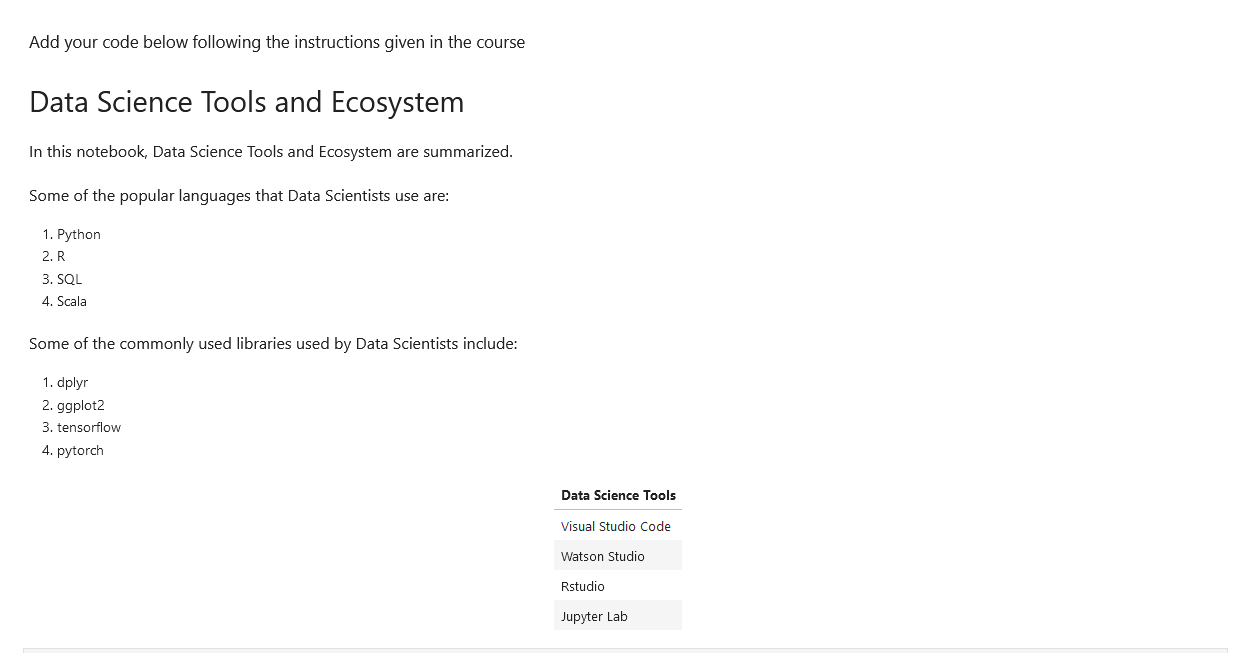 Add your code below following the instructions given in the course
Data Science Tools and Ecosystem
In this notebook, Data Science Tools and Ecosystem are summarized.
Some of the popular languages that Data Scientists use are:
1. Python
2. R
3. SQL
4. Scala
Some of the commonly used libraries used by Data Scientists include:
1. dplyr
2. ggplot2
3. tensorflow
4. pytorch
Data Science Tools
Visual Studio Code
Watson Studio
Rstudio
Jupyter Lab